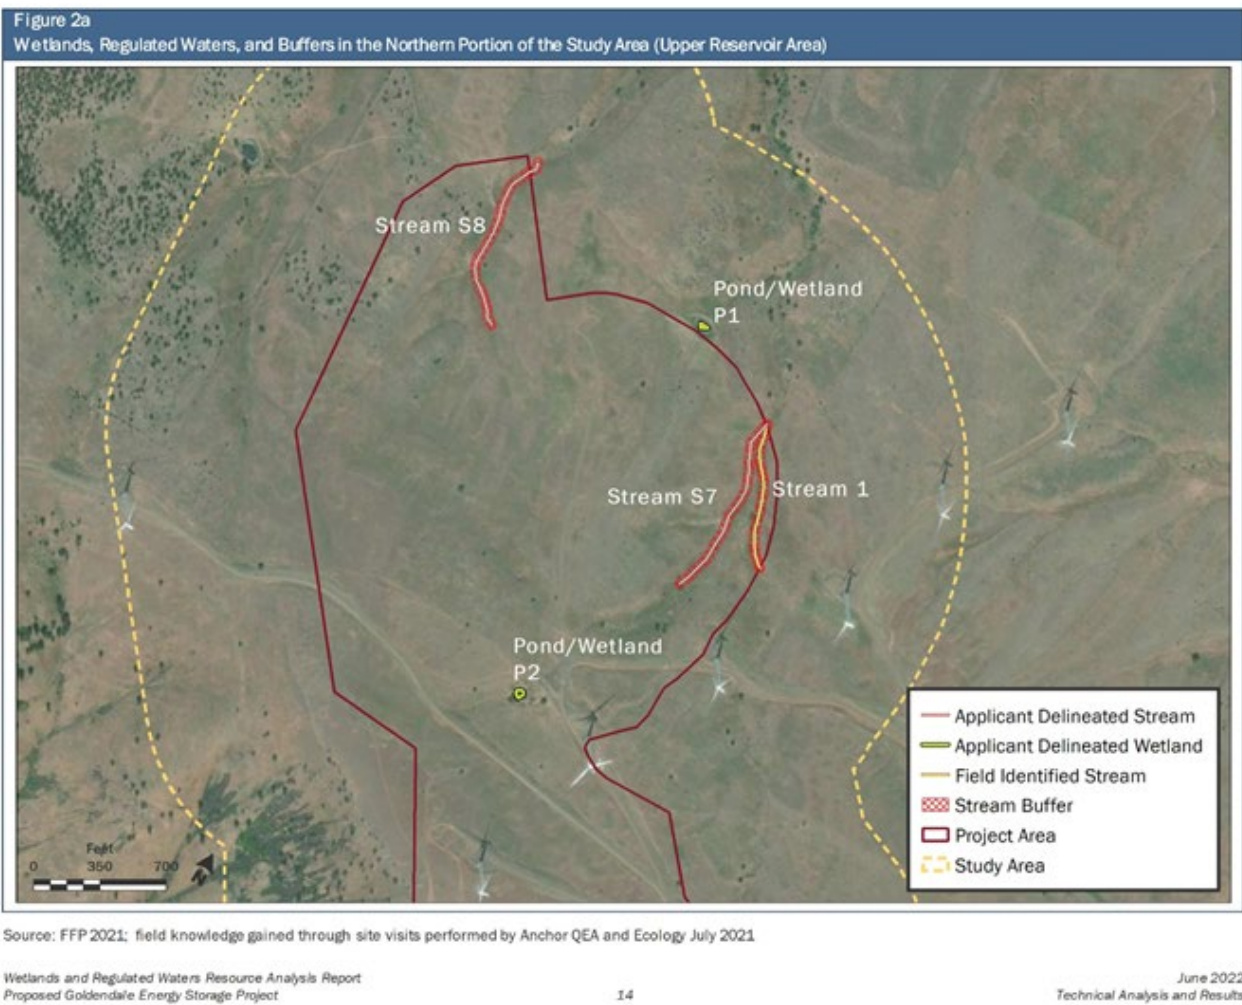 Figure 2a
Wetlands, Regulated Waters, and Buffers in the Northern Portion of the Study Area (Upper Reservoir Area)
Stream S8
Pond/Wetland
P1
Stream S7
Stream 1
Pond/Wetland
P2
Applicant Delineated Stream
Applicant Delineated Wetland
Field Identified Stream
Stream Buffer
Project Area
Study Area
Feet
0 350 700
Source: FFP 2021; field knowledge gained through site visits performed by Anchor QEA and Ecology July 2021
Wetlands and Regulated Waters Resource Analysis Report
Proposed Goldendale Energy Storage Project
14
June 2022
Technical Analysis and Results